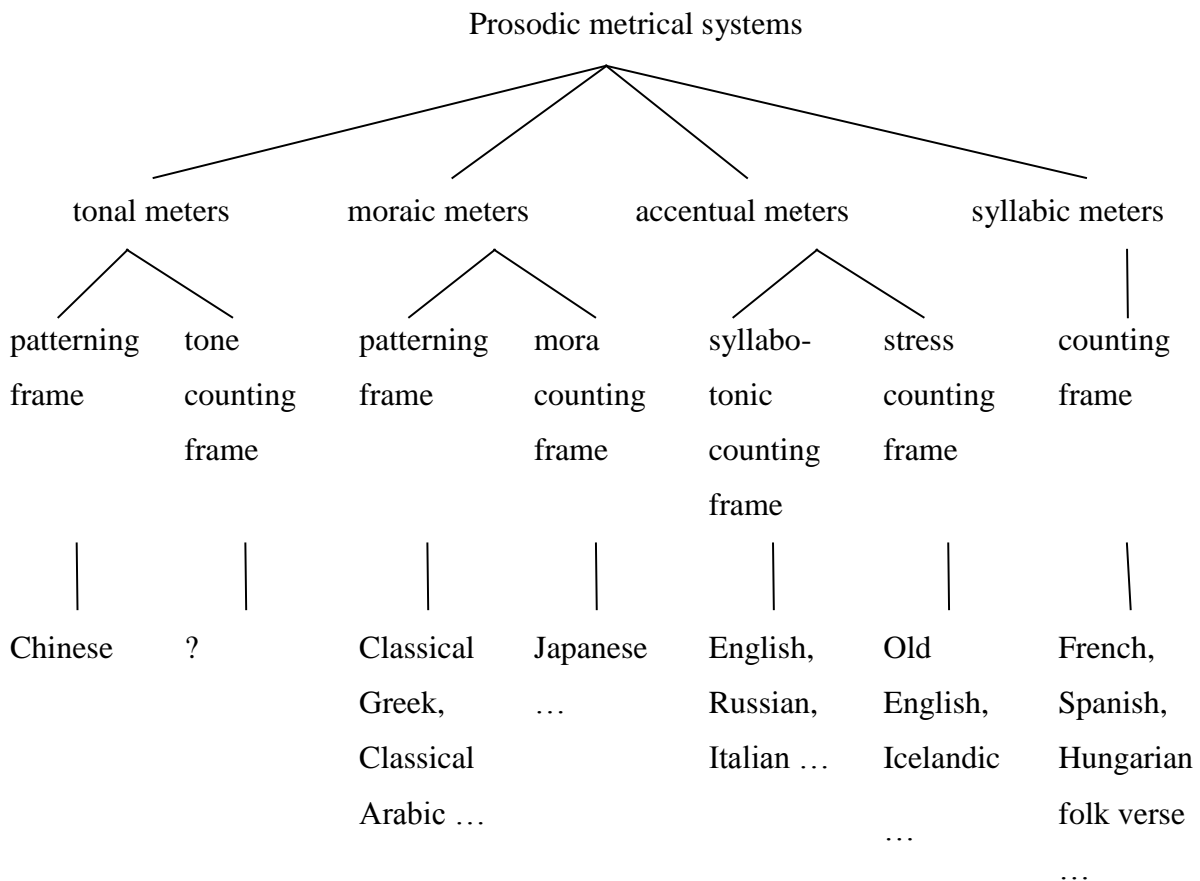 Prosodic metrical systems
tonal meters
moraic meters
accentual meters
syllabic meters
patterning
frame
tone
counting
frame
patterning
frame
mora
counting
frame
syllabo-
tonic
counting
frame
stress
counting
frame
counting
frame
Chinese
?
Classical
Greek,
Classical
Arabic …
Japanese
…
English,
Russian,
Italian …
Old
English,
Icelandic
…
French,
Spanish,
Hungarian
folk verse
…